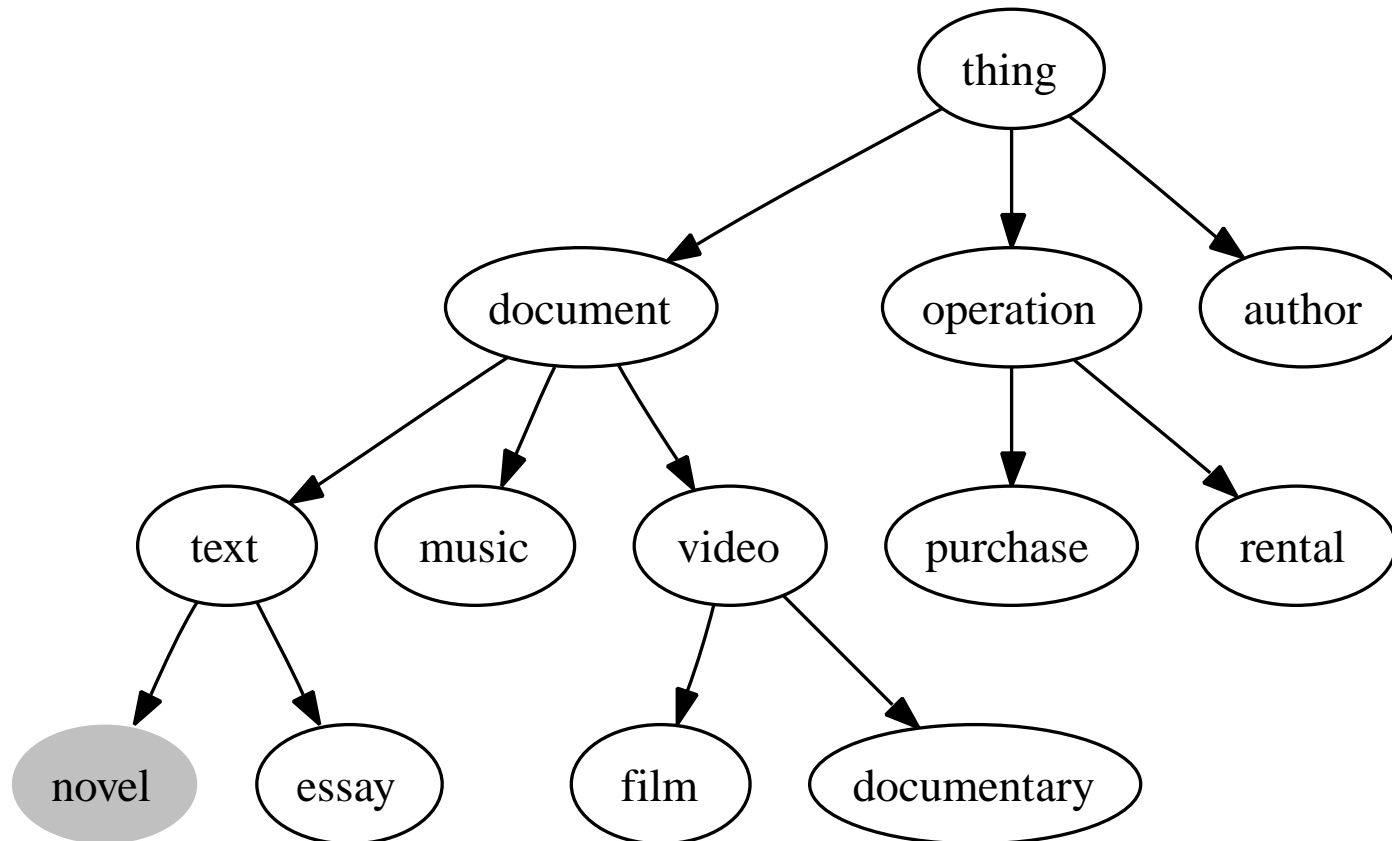 thing
document operation author
text music video purchase rental
novel essay film documentary